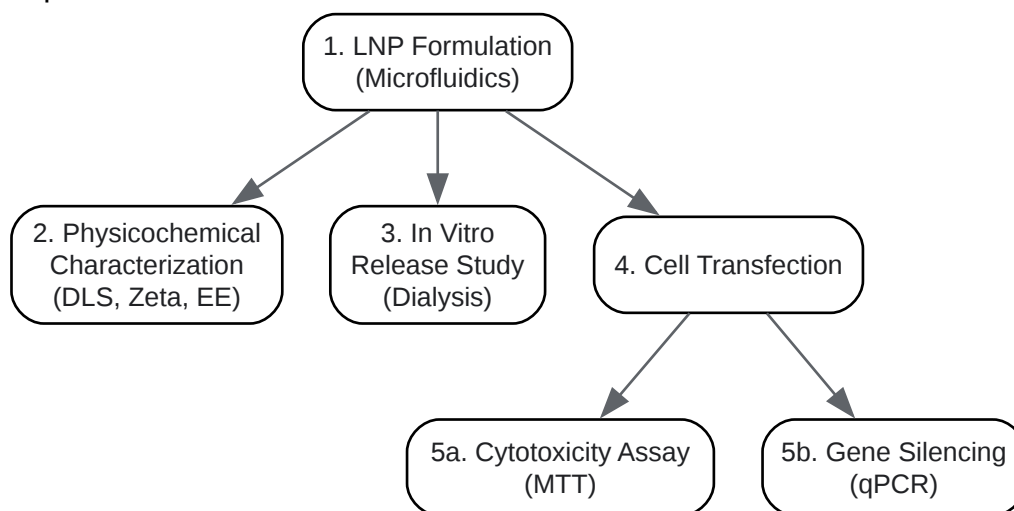 1. LNP Formulation
(Microfluidics)
2. Physicochemical
Characterization
(DLS, Zeta, EE)
3. In Vitro
Release Study
(Dialysis)
4. Cell Transfection
5a. Cytotoxicity Assay
(MTT)
5b. Gene Silencing
(qPCR)